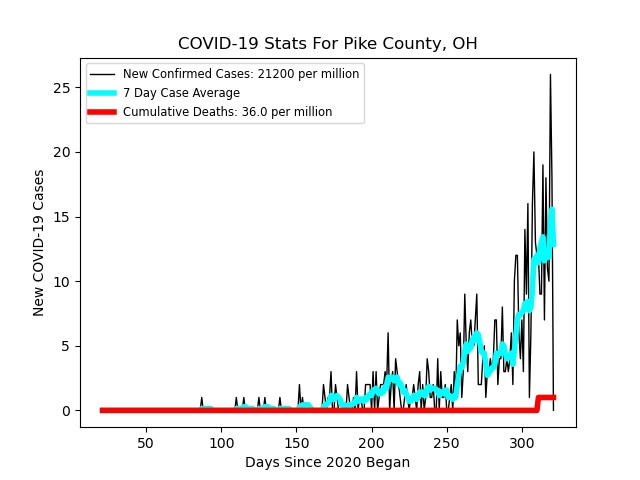 COVID-19 Stats For Pike County, OH
New Confirmed Cases: 21200 per million
7 Day Case Average
Cumulative Deaths: 36.0 per million
New COVID-19 Cases
25
20
15
10
5
0
50 100 150 200 250 300
Days Since 2020 Began